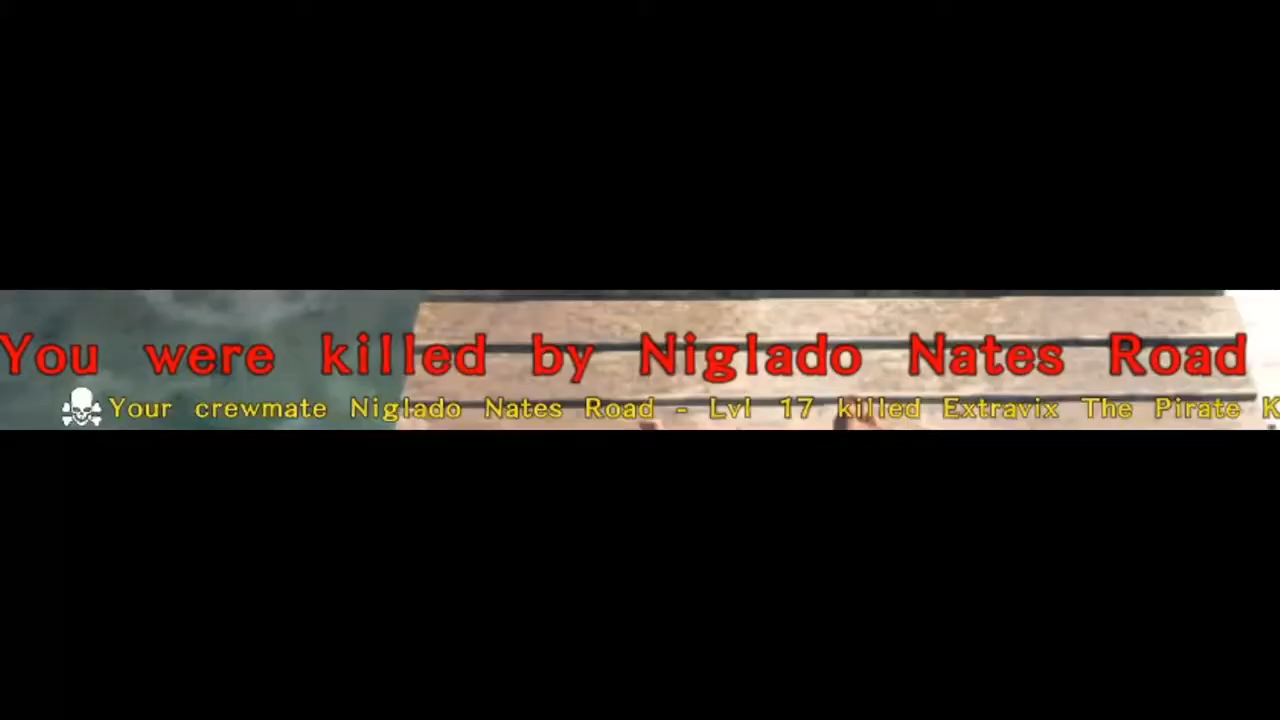 You were killed by Niglado Nates Road
Your crewmate Niglado Nates Road - Lvl 17 killed Extravix The Pirate